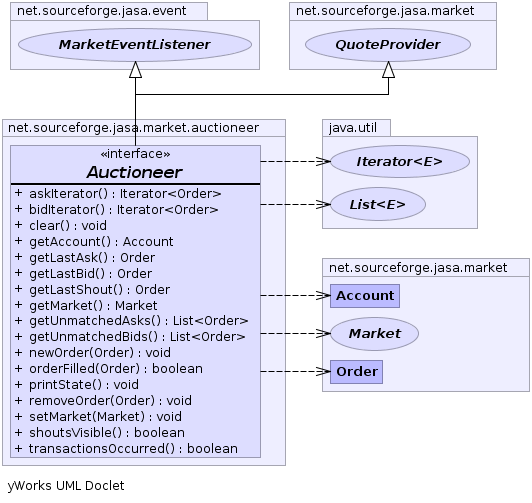 net.sourceforge.jasa.event
MarketEventListener
net.sourceforge.jasa.market
QuoteProvider
net.sourceforge.jasa.market.auctioneer
«interface»
Auctioneer
+ askIterator() : Iterator<Order>
+ bidIterator() : Iterator<Order>
+ clear() : void
+ getAccount() : Account
+ getLastAsk() : Order
+ getLastBid() : Order
+ getLastShout() : Order
+ getMarket() : Market
+ getUnmatchedAsks() : List<Order>
+ getUnmatchedBids() : List<Order>
+ newOrder(Order) : void
+ orderFilled(Order) : boolean
+ printState() : void
+ removeOrder(Order) : void
+ setMarket(Market) : void
+ shoutsVisible() : boolean
+ transactionsOccurred() : boolean
java.util
Iterator<E>
List<E>
net.sourceforge.jasa.market
Account
Market
Order
yWorks UML Doclet